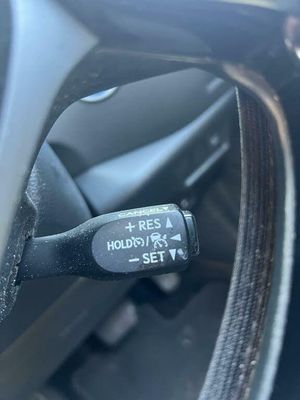 CANCEL
+ RES ▲
HOLD / ◄
− SET ▼